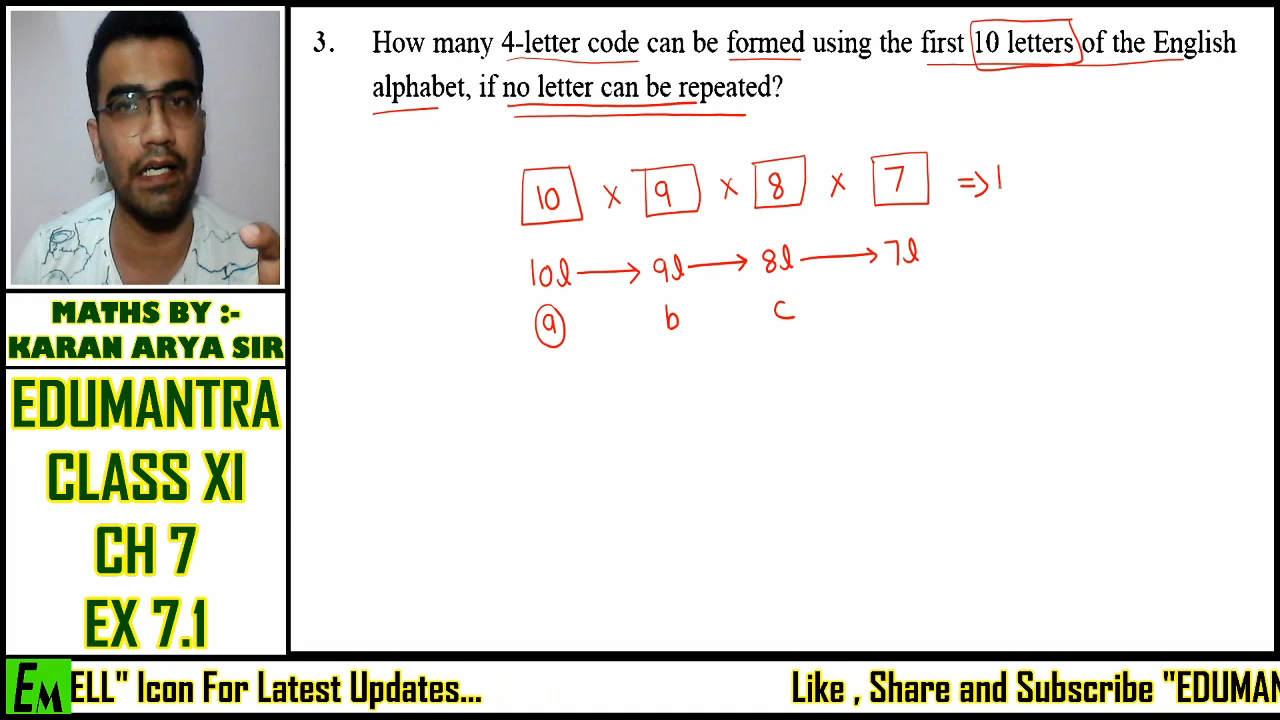 3. How many 4-letter code can be formed using the first 10 letters of the English
alphabet, if no letter can be repeated?
10 x 9 x 8 x 7 => 1
10l → 9l → 8l → 7l
a b c
MATHS BY :-
KARAN ARYA SIR
EDUMANTRA
CLASS XI
CH 7
EX 7.1
EM ELL" Icon For Latest Updates... Like , Share and Subscribe "EDUMAN